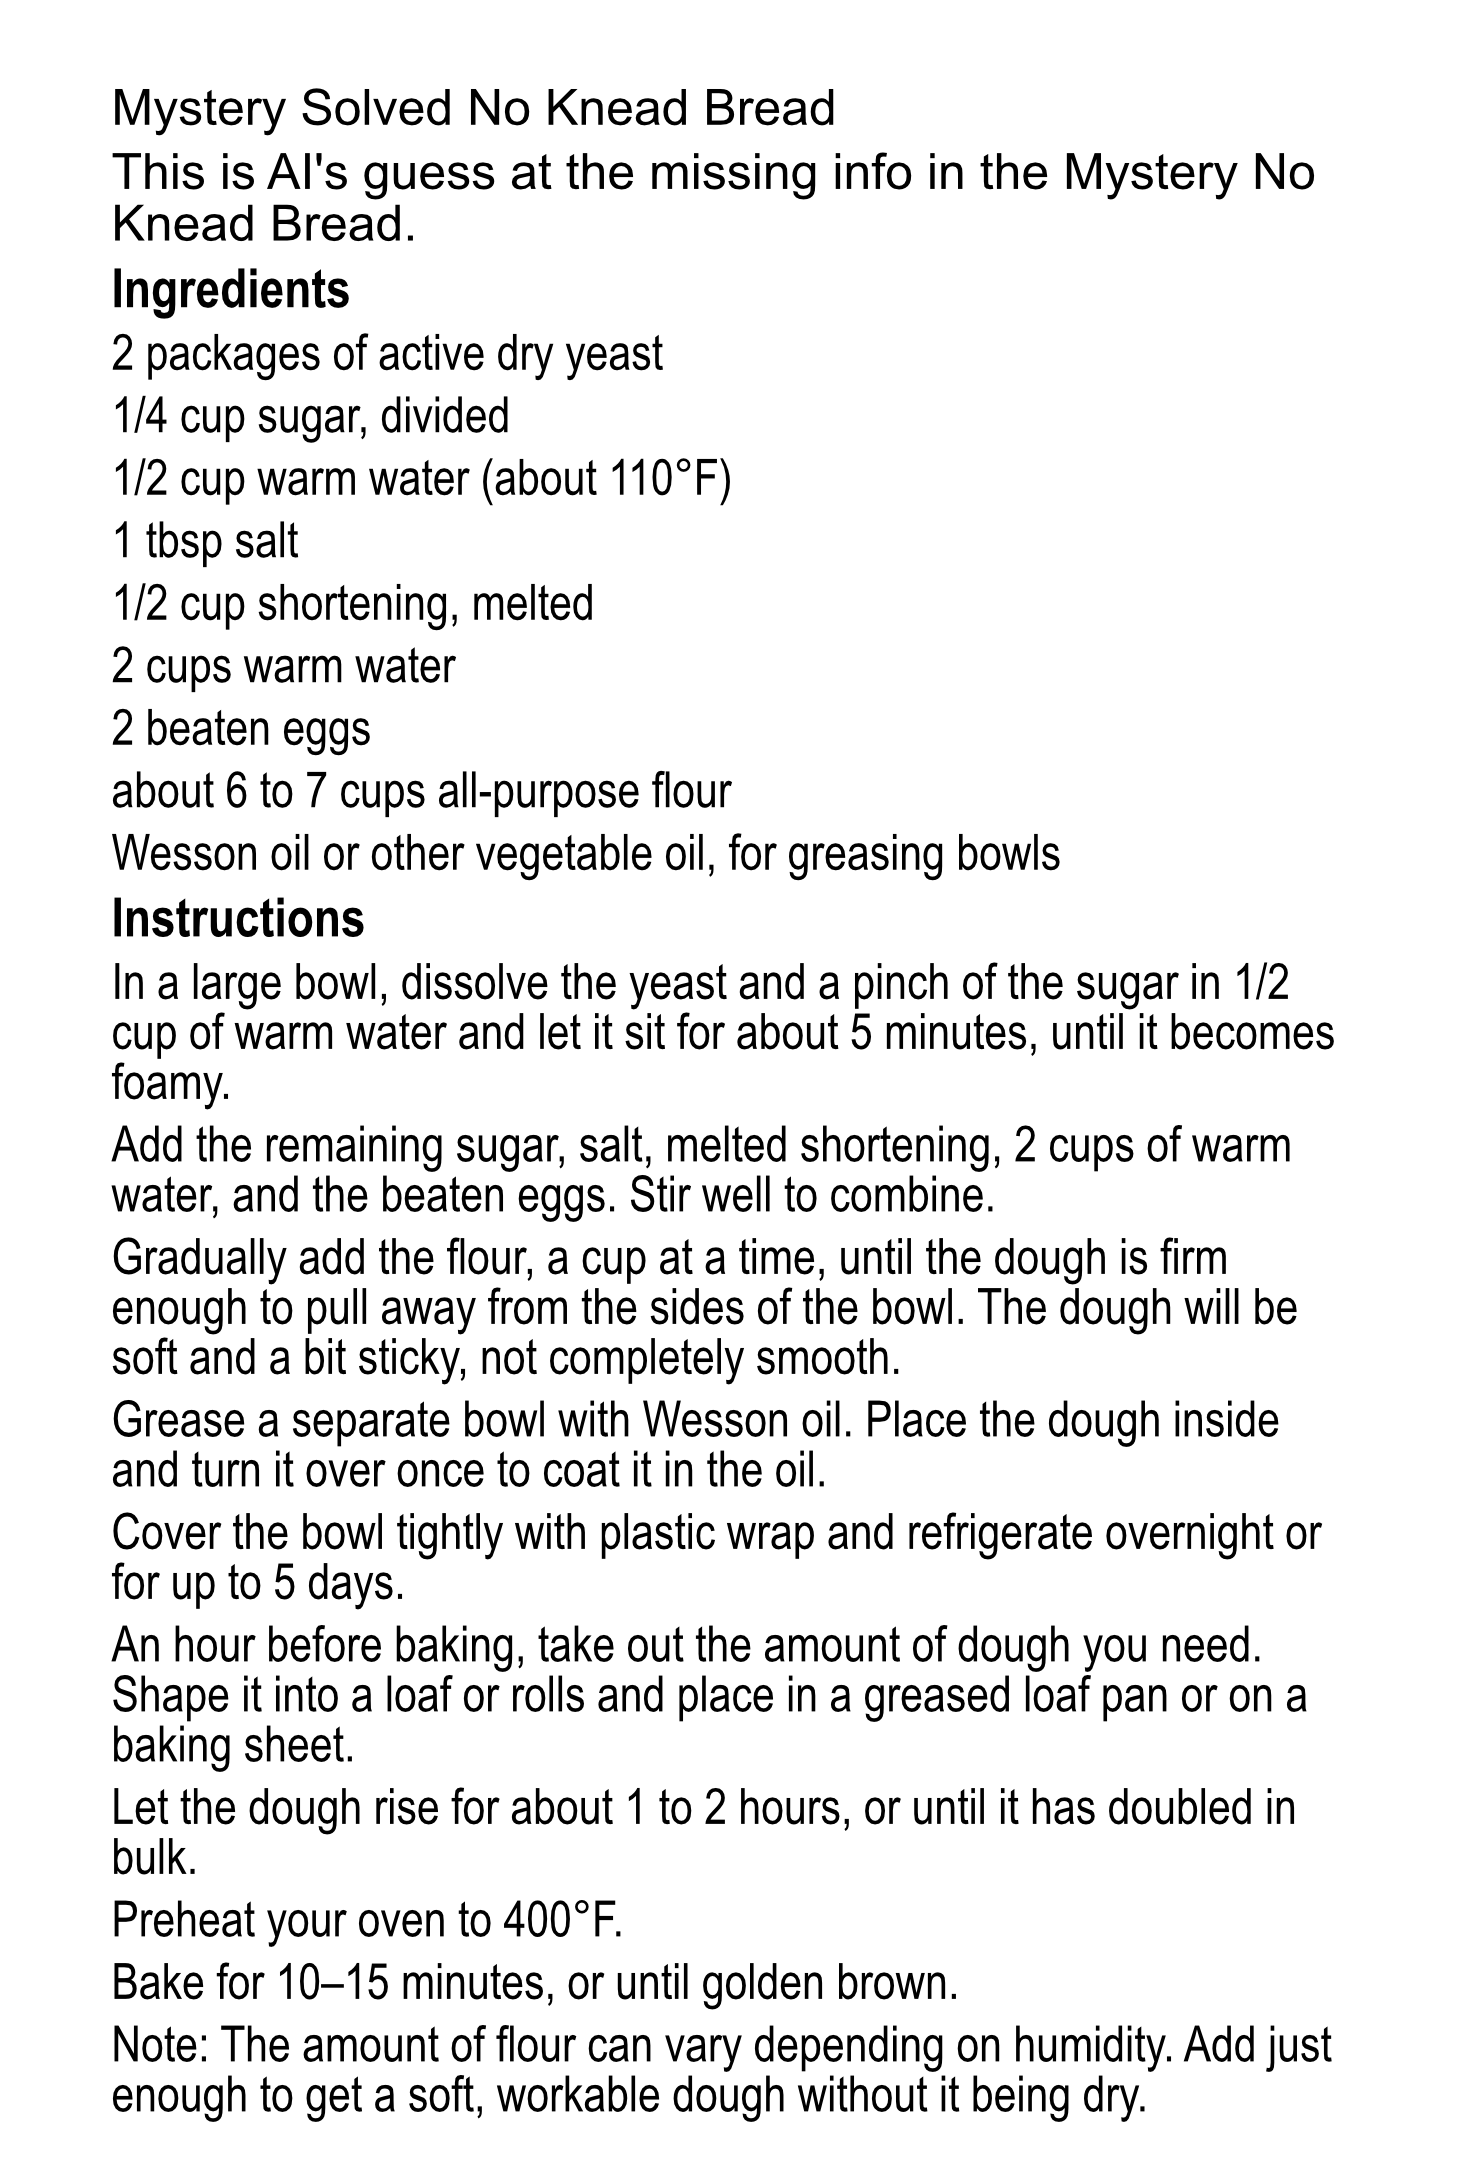 Mystery Solved No Knead Bread
This is AI's guess at the missing info in the Mystery No
Knead Bread.
Ingredients
2 packages of active dry yeast
1/4 cup sugar, divided
1/2 cup warm water (about 110°F)
1 tbsp salt
1/2 cup shortening, melted
2 cups warm water
2 beaten eggs
about 6 to 7 cups all-purpose flour
Wesson oil or other vegetable oil, for greasing bowls
Instructions
In a large bowl, dissolve the yeast and a pinch of the sugar in 1/2
cup of warm water and let it sit for about 5 minutes, until it becomes
foamy.
Add the remaining sugar, salt, melted shortening, 2 cups of warm
water, and the beaten eggs. Stir well to combine.
Gradually add the flour, a cup at a time, until the dough is firm
enough to pull away from the sides of the bowl. The dough will be
soft and a bit sticky, not completely smooth.
Grease a separate bowl with Wesson oil. Place the dough inside
and turn it over once to coat it in the oil.
Cover the bowl tightly with plastic wrap and refrigerate overnight or
for up to 5 days.
An hour before baking, take out the amount of dough you need.
Shape it into a loaf or rolls and place in a greased loaf pan or on a
baking sheet.
Let the dough rise for about 1 to 2 hours, or until it has doubled in
bulk.
Preheat your oven to 400°F.
Bake for 10–15 minutes, or until golden brown.
Note: The amount of flour can vary depending on humidity. Add just
enough to get a soft, workable dough without it being dry.